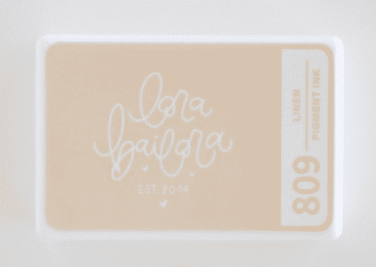 lora
bailora
EST. 2014
LINEN
PIGMENT INK
809